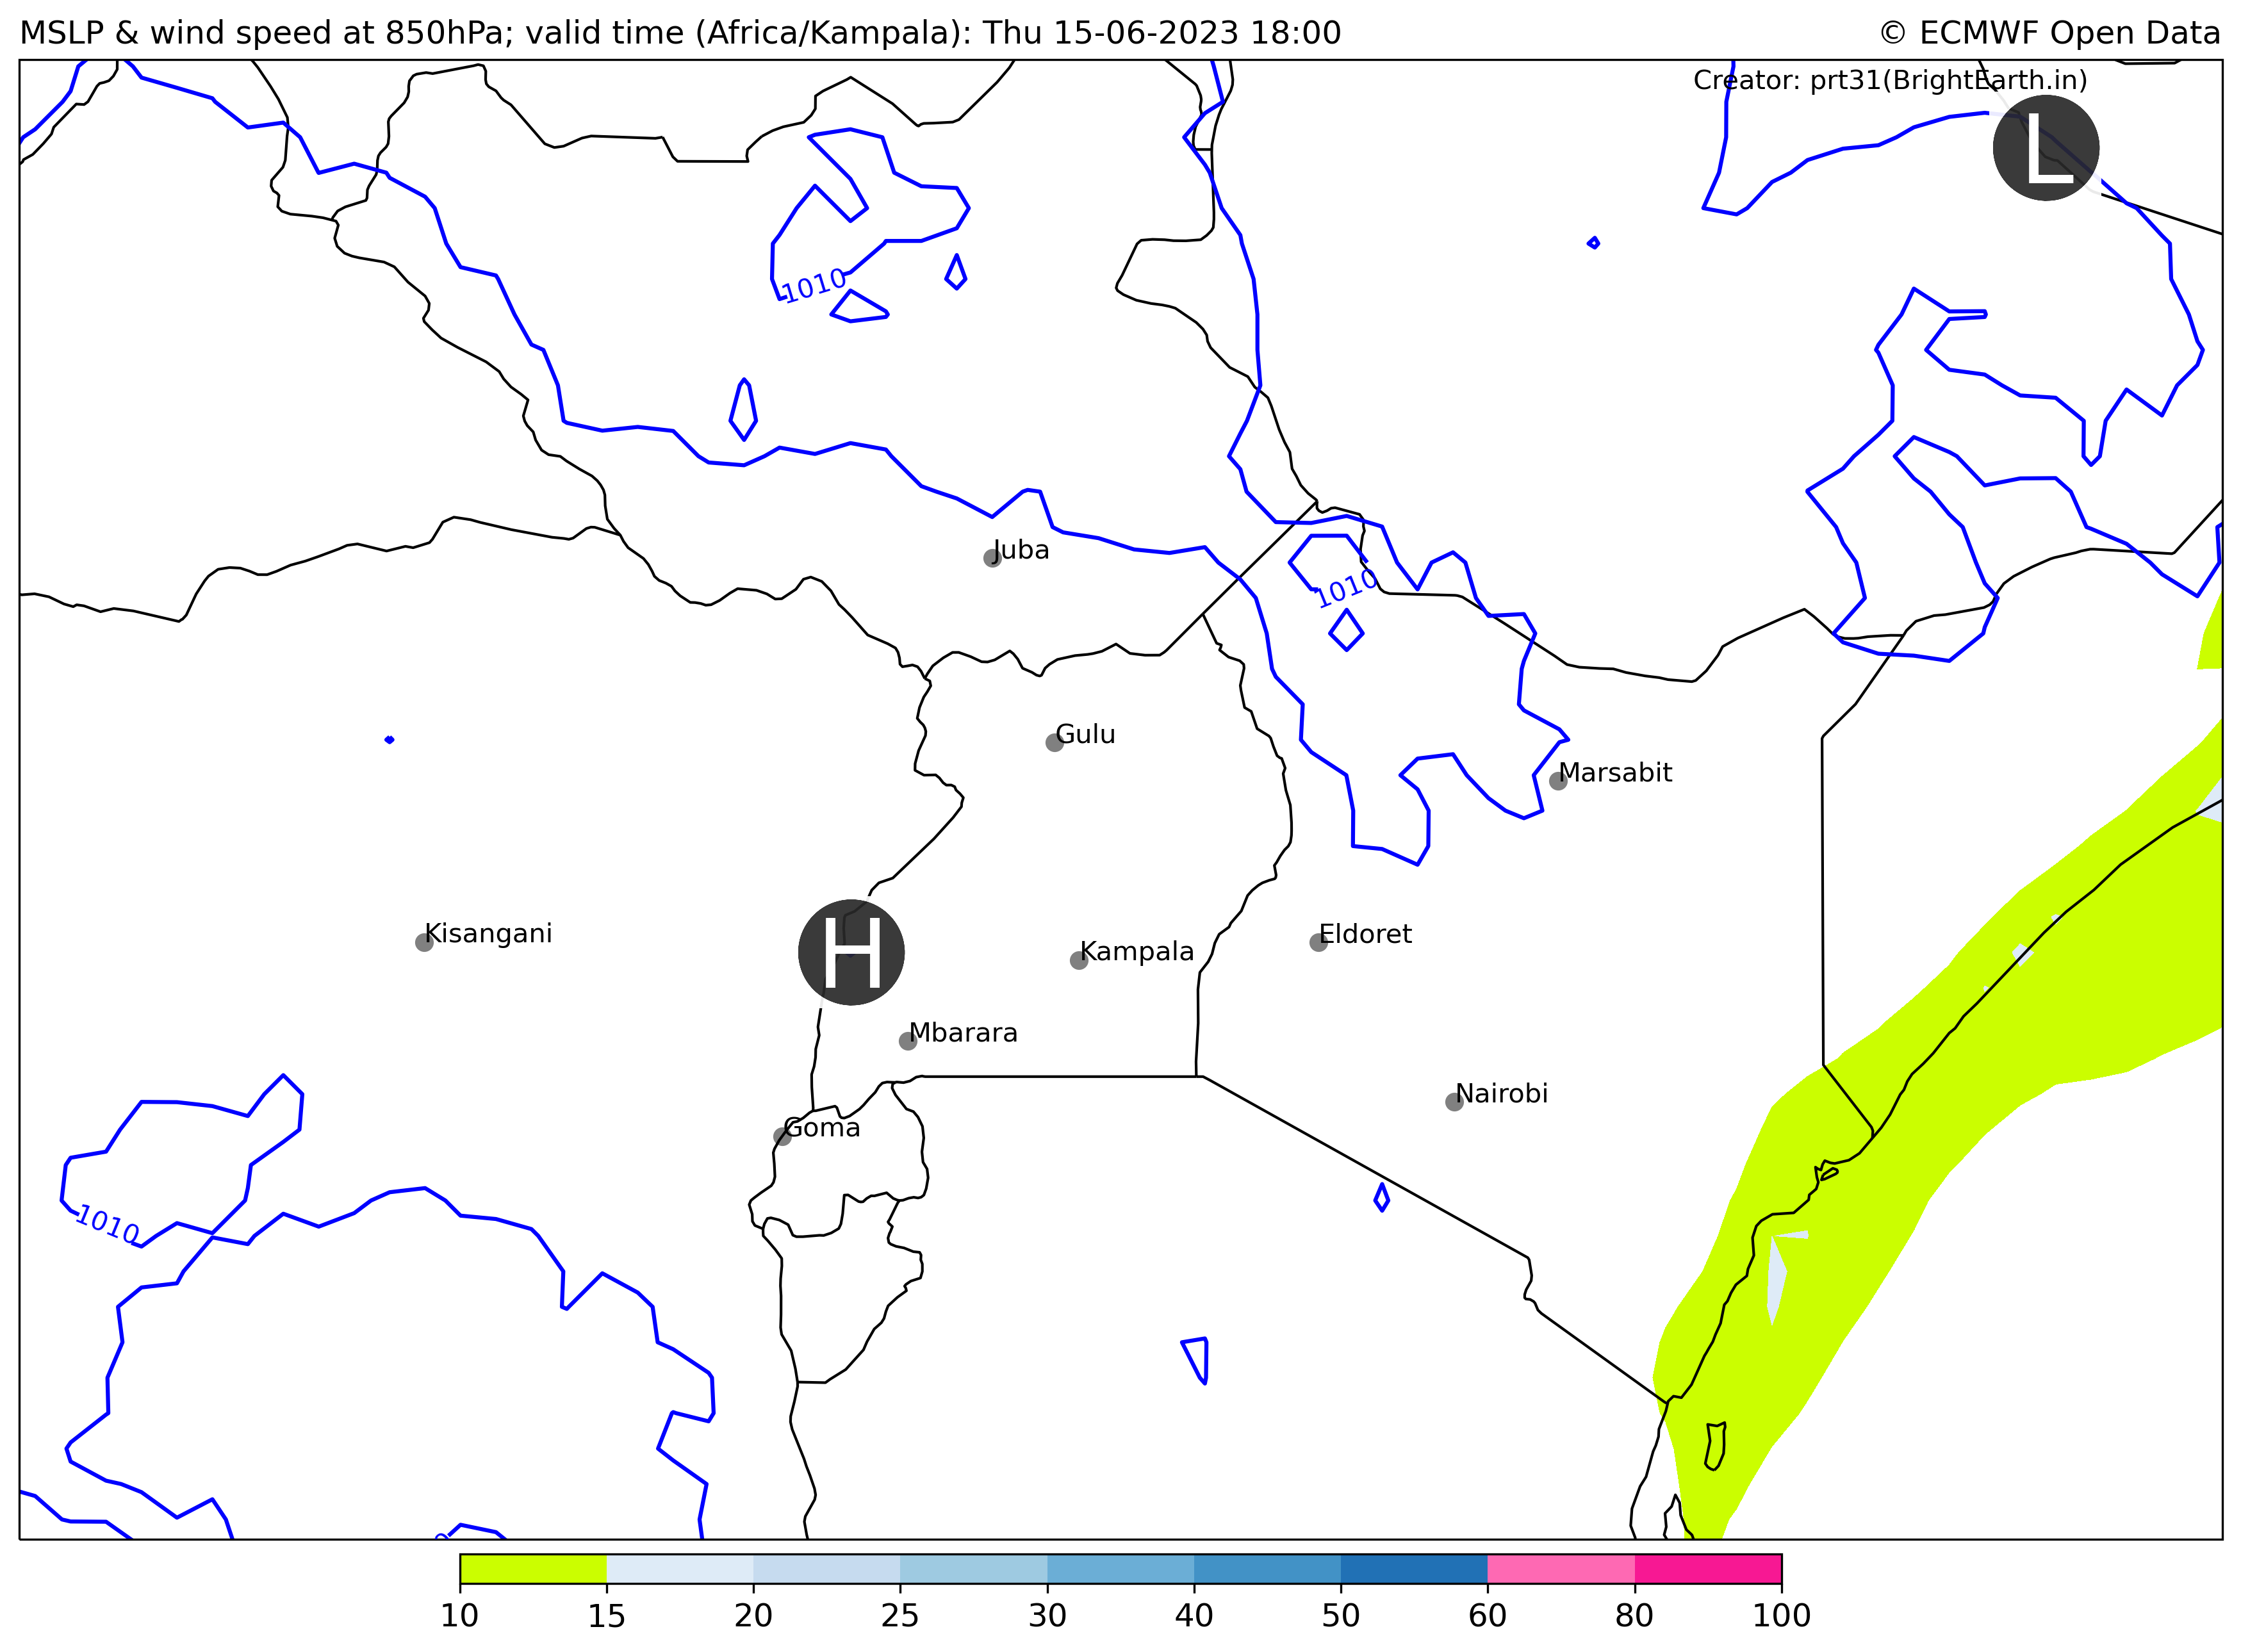 MSLP & wind speed at 850hPa; valid time (Africa/Kampala): Thu 15-06-2023 18:00
© ECMWF Open Data
Creator: prt31(BrightEarth.in)
L
1010
Juba
1010
Gulu
Marsabit
Kisangani
H
Kampala
Eldoret
Mbarara
Nairobi
Goma
1010
10 15 20 25 30 40 50 60 80 100